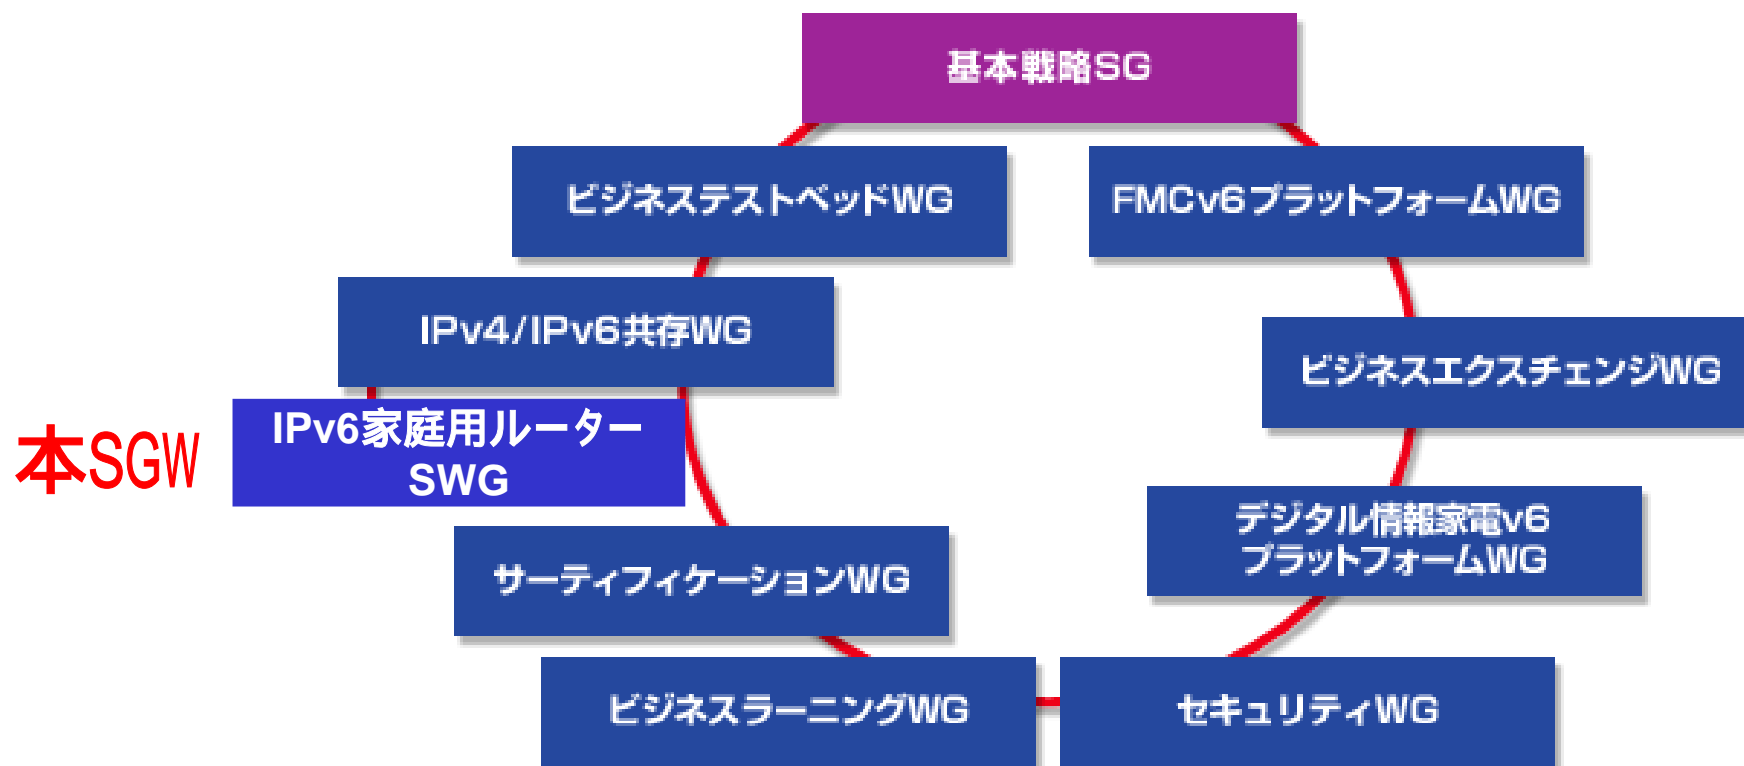 基本戦略SG
ビジネステストベッドWG
FMCv6プラットフォームWG
IPv4/IPv6共存WG
ビジネスエクスチェンジWG
本SGW
IPv6家庭用ルーター
SWG
デジタル情報家電v6
プラットフォームWG
サーティフィケーションWG
ビジネスラーニングWG
セキュリティWG